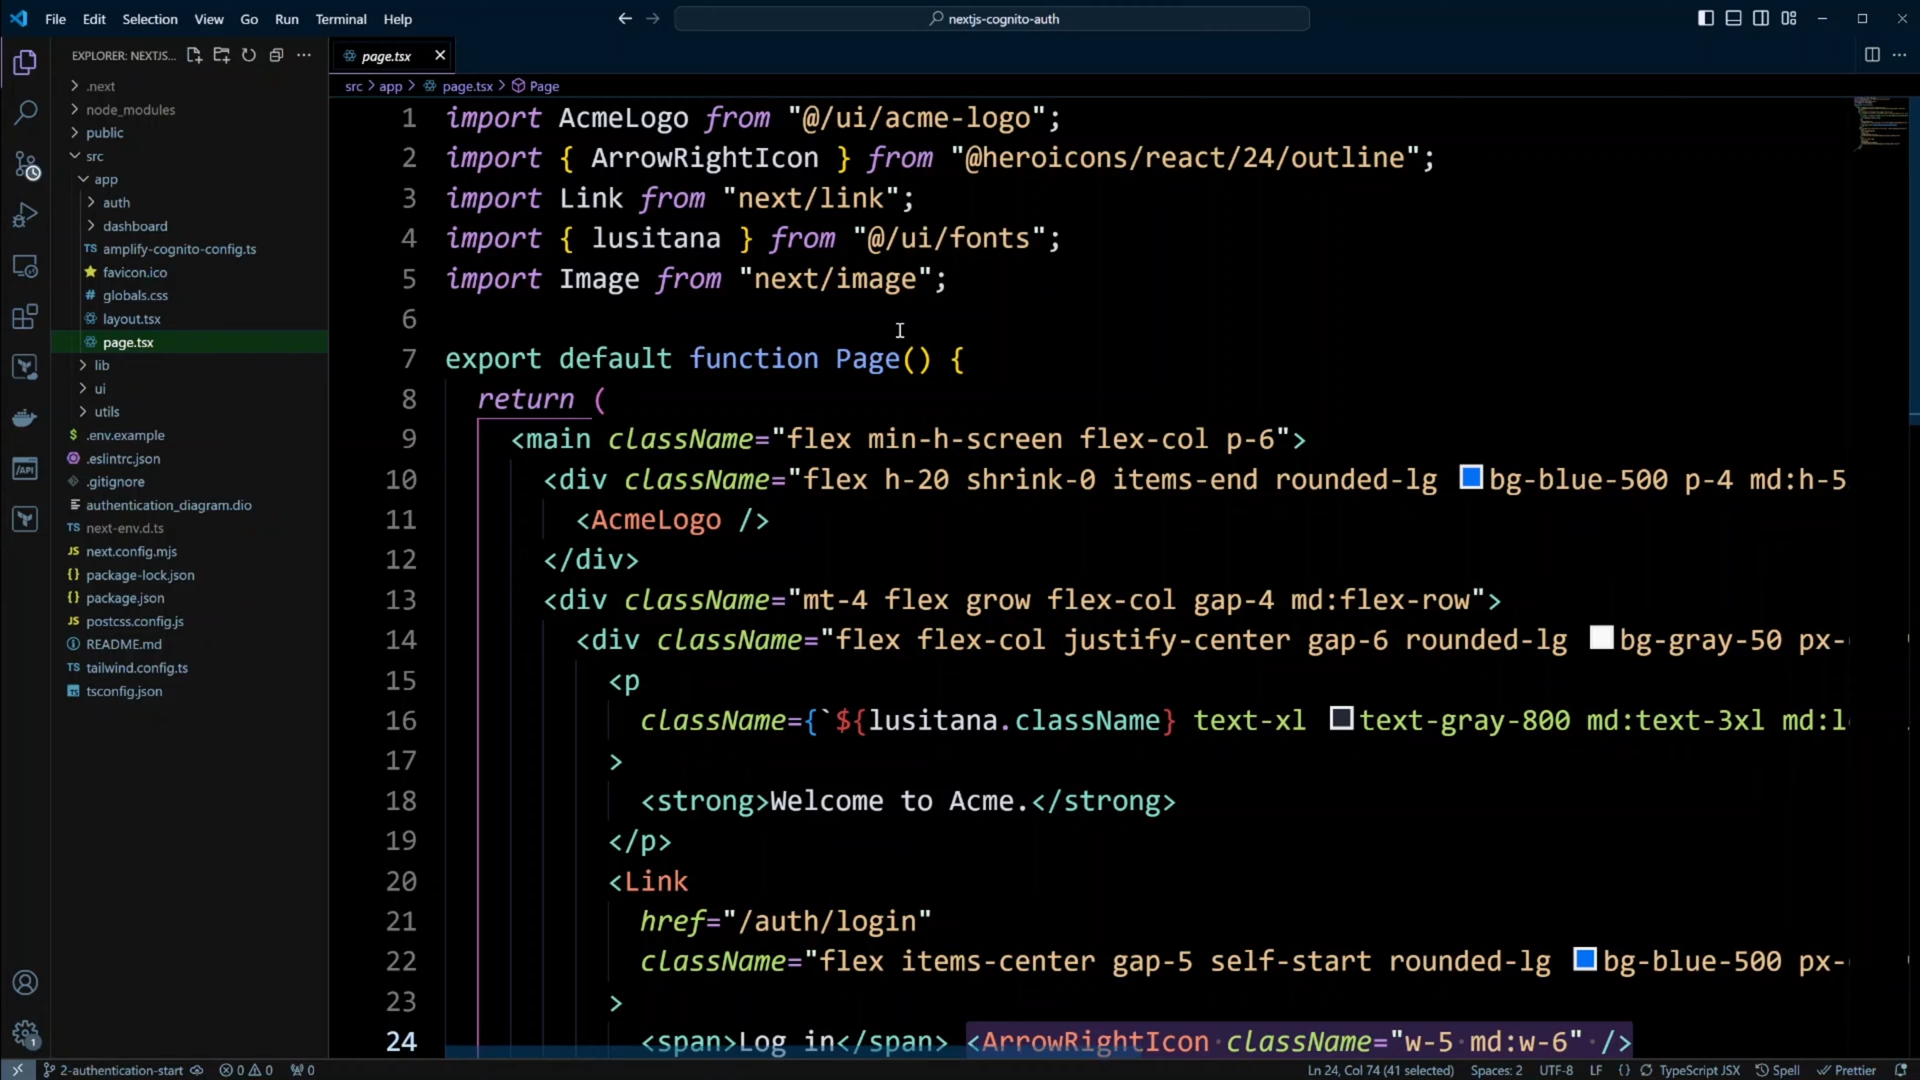 File Edit Selection View Go Run Terminal Help
nextjs-cognito-auth
EXPLORER: NEXTJS...
.next
node_modules
public
src
app
auth
dashboard
TS amplify-cognito-config.ts
favicon.ico
# globals.css
layout.tsx
page.tsx
lib
ui
utils
$ .env.example
.eslintrc.json
.gitignore
authentication_diagram.dio
TS next-env.d.ts
JS next.config.mjs
{} package-lock.json
{} package.json
JS postcss.config.js
README.md
TS tailwind.config.ts
tsconfig.json
page.tsx
src > app > page.tsx > Page
1 import AcmeLogo from "@/ui/acme-logo";
2 import { ArrowRightIcon } from "@heroicons/react/24/outline";
3 import Link from "next/link";
4 import { lusitana } from "@/ui/fonts";
5 import Image from "next/image";
6
7 export default function Page() {
8 return (
9 <main className="flex min-h-screen flex-col p-6">
10 <div className="flex h-20 shrink-0 items-end rounded-lg bg-blue-500 p-4 md:h-5
11 <AcmeLogo />
12 </div>
13 <div className="mt-4 flex grow flex-col gap-4 md:flex-row">
14 <div className="flex flex-col justify-center gap-6 rounded-lg bg-gray-50 px-
15 <p
16 className={`${lusitana.className} text-xl text-gray-800 md:text-3xl md:l
17 >
18 <strong>Welcome to Acme.</strong>
19 </p>
20 <Link
21 href="/auth/login"
22 className="flex items-center gap-5 self-start rounded-lg bg-blue-500 px-
23 >
24 <span>Log in</span> <ArrowRightIcon className="w-5 md:w-6" />
/API
1
2-authentication-start 0 0 0 Ln 24, Col 74 (41 selected) Spaces: 2 UTF-8 LF {} TypeScript JSX Spell Prettier